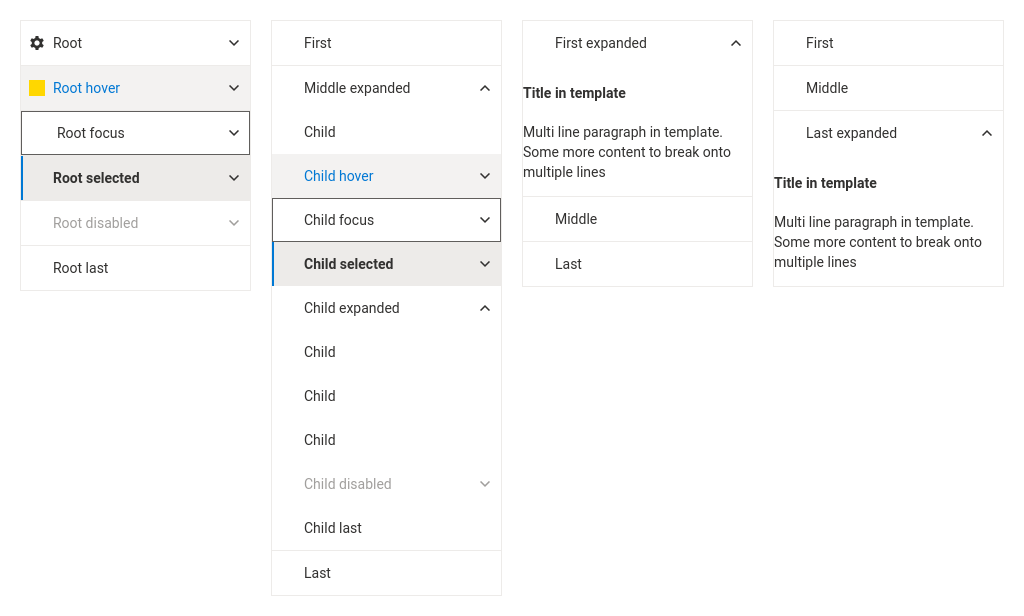 Root
Root hover
Root focus
Root selected
Root disabled
Root last
First
Middle expanded
Child
Child hover
Child focus
Child selected
Child expanded
Child
Child
Child
Child disabled
Child last
Last
First expanded
Title in template
Multi line paragraph in template.
Some more content to break onto
multiple lines
Middle
Last
First
Middle
Last expanded
Title in template
Multi line paragraph in template.
Some more content to break onto
multiple lines